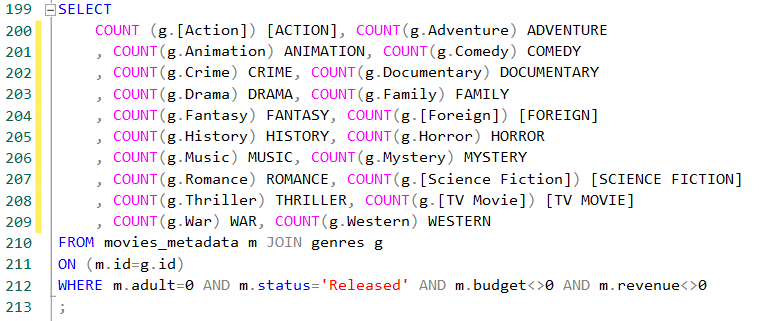 199 SELECT
200 COUNT (g.[Action]) [ACTION], COUNT(g.Adventure) ADVENTURE
201 , COUNT(g.Animation) ANIMATION, COUNT(g.Comedy) COMEDY
202 , COUNT(g.Crime) CRIME, COUNT(g.Documentary) DOCUMENTARY
203 , COUNT(g.Drama) DRAMA, COUNT(g.Family) FAMILY
204 , COUNT(g.Fantasy) FANTASY, COUNT(g.[Foreign]) [FOREIGN]
205 , COUNT(g.History) HISTORY, COUNT(g.Horror) HORROR
206 , COUNT(g.Music) MUSIC, COUNT(g.Mystery) MYSTERY
207 , COUNT(g.Romance) ROMANCE, COUNT(g.[Science Fiction]) [SCIENCE FICTION]
208 , COUNT(g.Thriller) THRILLER, COUNT(g.[TV Movie]) [TV MOVIE]
209 , COUNT(g.War) WAR, COUNT(g.Western) WESTERN
210 FROM movies_metadata m JOIN genres g
211 ON (m.id=g.id)
212 WHERE m.adult=0 AND m.status='Released' AND m.budget<>0 AND m.revenue<>0
213 ;